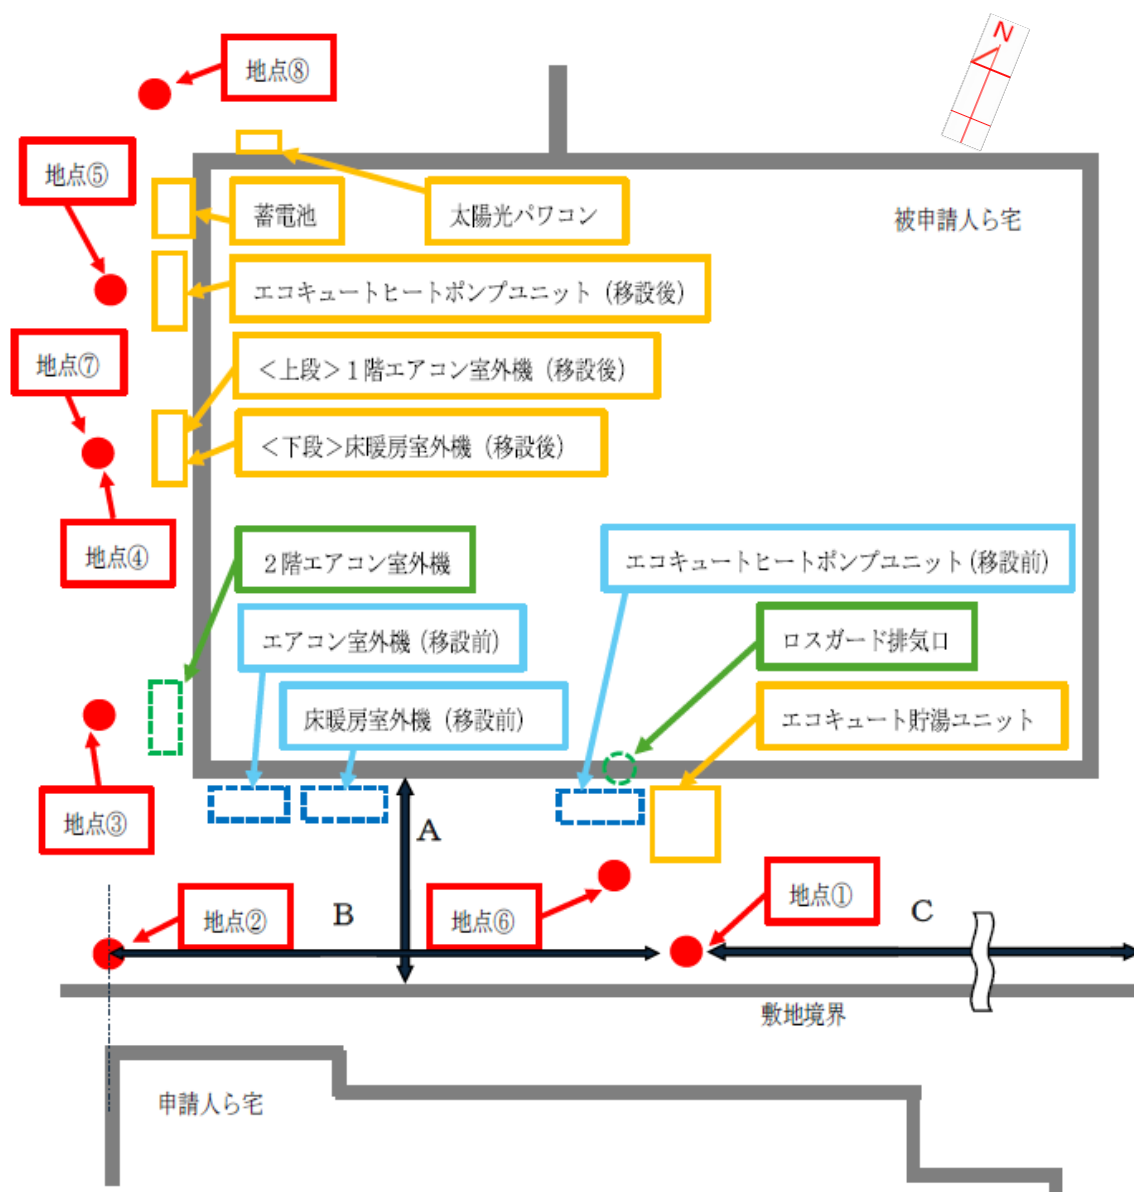 地点⑧
N
地点⑤
蓄電池
太陽光パワコン
被申請人ら宅
エコキュートヒートポンプユニット（移設後）
地点⑦
＜上段＞１階エアコン室外機（移設後）
＜下段＞床暖房室外機（移設後）
地点④
２階エアコン室外機
エコキュートヒートポンプユニット（移設前）
エアコン室外機（移設前）
ロスガード排気口
床暖房室外機（移設前）
エコキュート貯湯ユニット
地点③
A
地点②
B
地点⑥
地点①
C
敷地境界
申請人ら宅